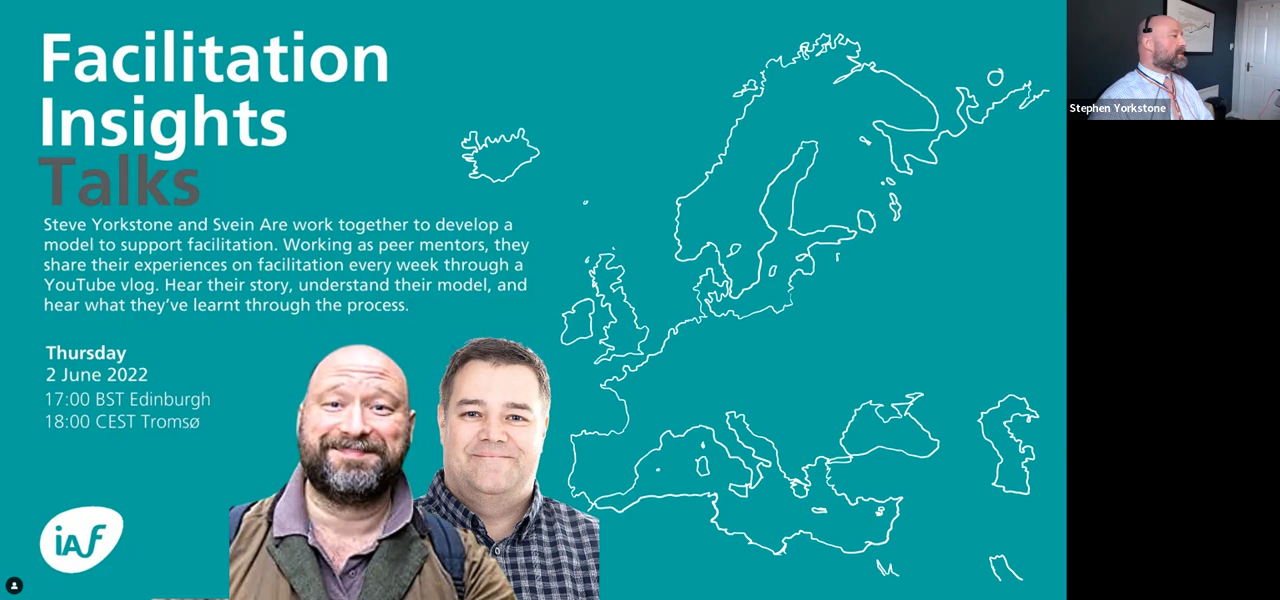 Facilitation
Insights
Talks
Steve Yorkstone and Svein Are work together to develop a
model to support facilitation. Working as peer mentors, they
share their experiences on facilitation every week through a
YouTube vlog. Hear their story, understand their model, and
hear what they've learnt through the process.
Thursday
2 June 2022
17:00 BST Edinburgh
18:00 CEST Tromsø
iAF
Stephen Yorkstone